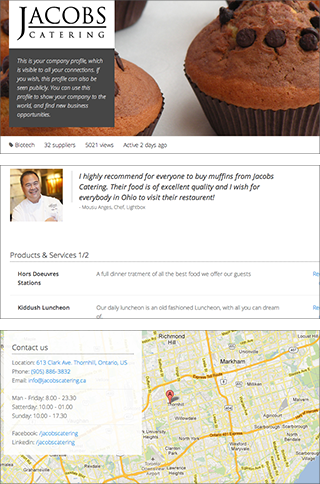 JACOBS
CATERING
This is your company profile, which
is visible to all your connections. If
you wish, this profile can also be
seen publicly. You can use this
profile to show your company to the
world, and find new business
opportunities.
Biotech 32 suppliers 5021 views Active 2 days ago
I highly recommend for everyone to buy muffins from Jacobs
Catering. Their food is of excellent quality and I wish for
everybody in Ohio to visit their restaurent!
- Mousu Anges, Chef, Lightbox
Products & Services 1/2
Hors Doeuvres
Stations
A full dinner tratment of all the best food we offer our guests
Kiddush Luncheon
Our daily luncheon is an old fashioned Luncheon, with all you can dream
of.
Contact us
Location: 613 Clark Ave. Thornhill, Ontario, US
Phone: (905) 886-3832
Email: info@jacobscatering.ca
Man - Friday: 8.00 - 23.30
Satterday: 10.00 - 01.00
Sunday: 10.00 - 17.30
Facebook: /jacobscatering
Linkedin: /jacobscatering
Richmond
Hill
Markham
Thornhill